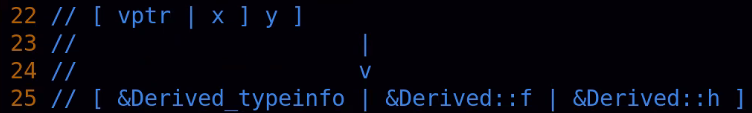 22 // [ vptr | x ] y ]
23 //                       |
24 //                       v
25 // [ &Derived_typeinfo | &Derived::f | &Derived::h ]